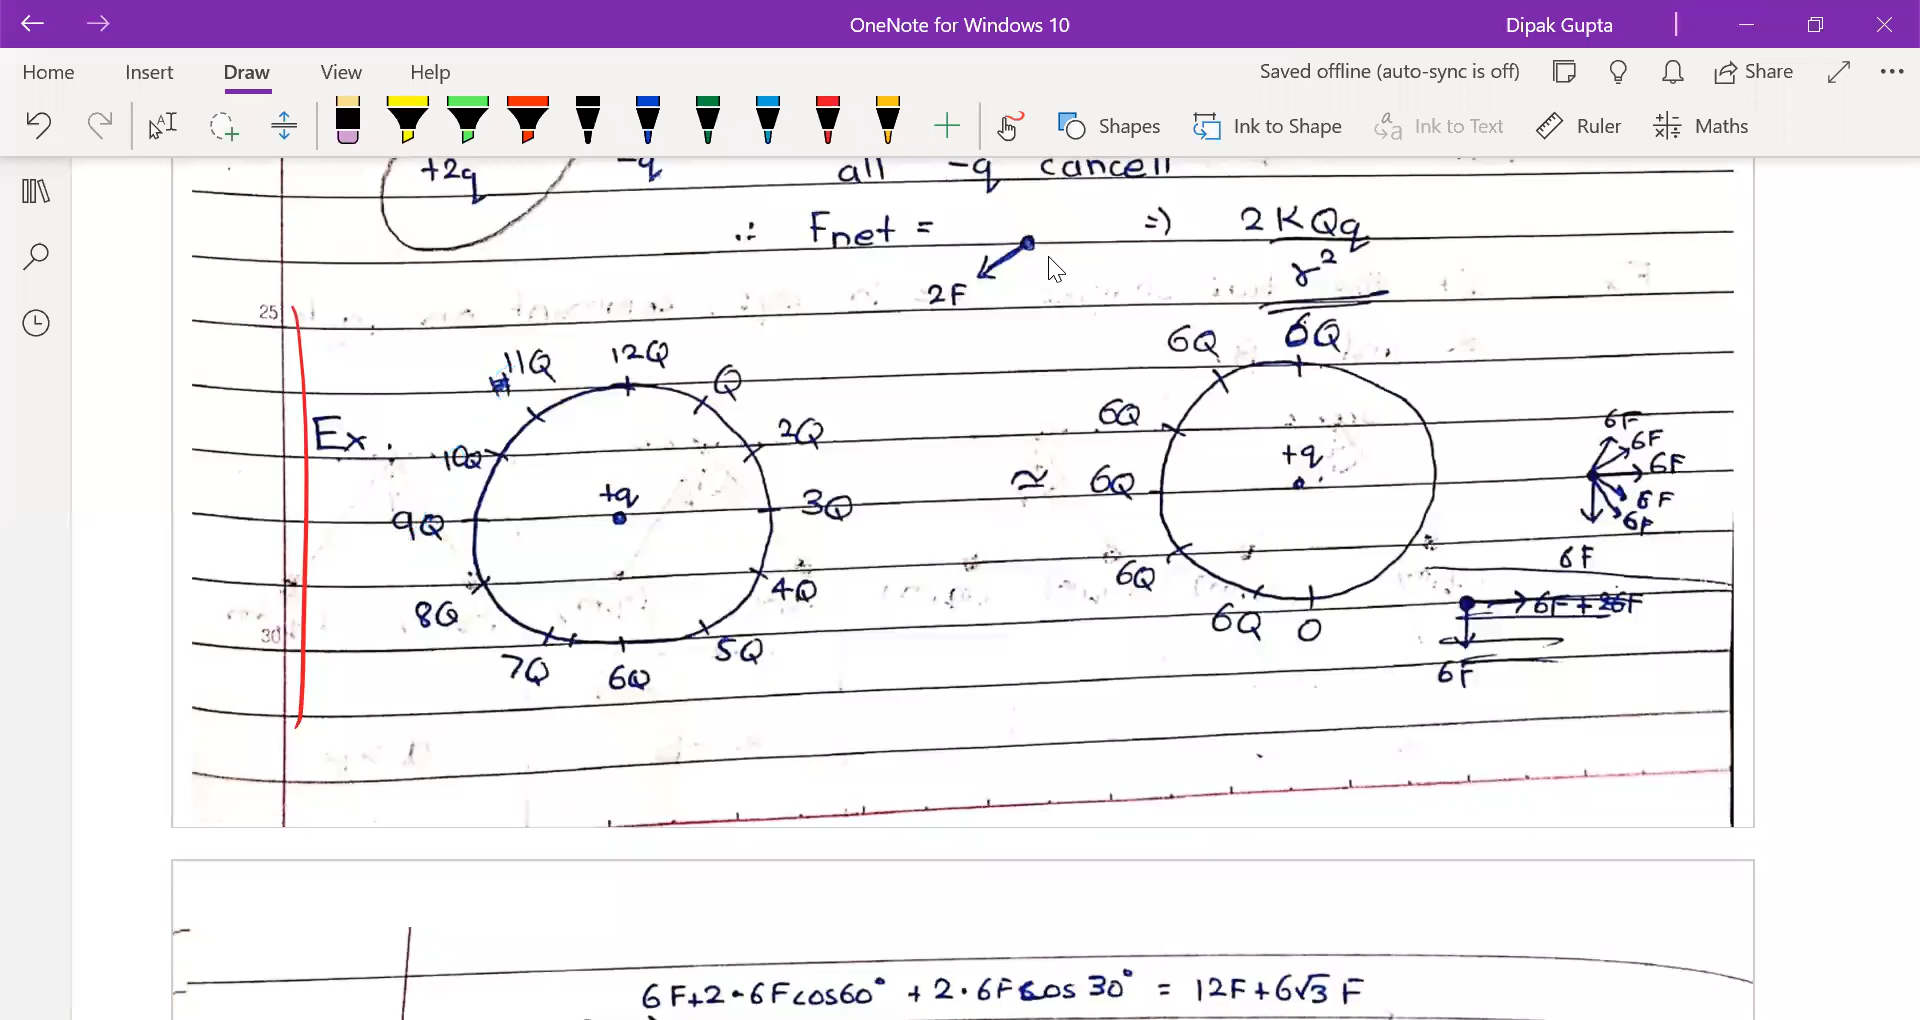 OneNote for Windows 10
Dipak Gupta
Home Insert Draw View Help
Saved offline (auto-sync is off) Share
Shapes Ink to Shape Ink to Text Ruler Maths
+2q -q all -q cancell
∴ Fnet = 2F => 2KQq / r²
25
Ex.
11Q 12Q Q
10Q 2Q
+q
9Q 3Q
8Q 4Q
7Q 6Q 5Q
≃
6Q 6Q
6Q
+q
6Q
6Q
6Q 0
6F
6F
6F
6F
6F
6F
6F
30
6F + 2·6F cos60° + 2·6F cos 30° = 12F + 6√3 F